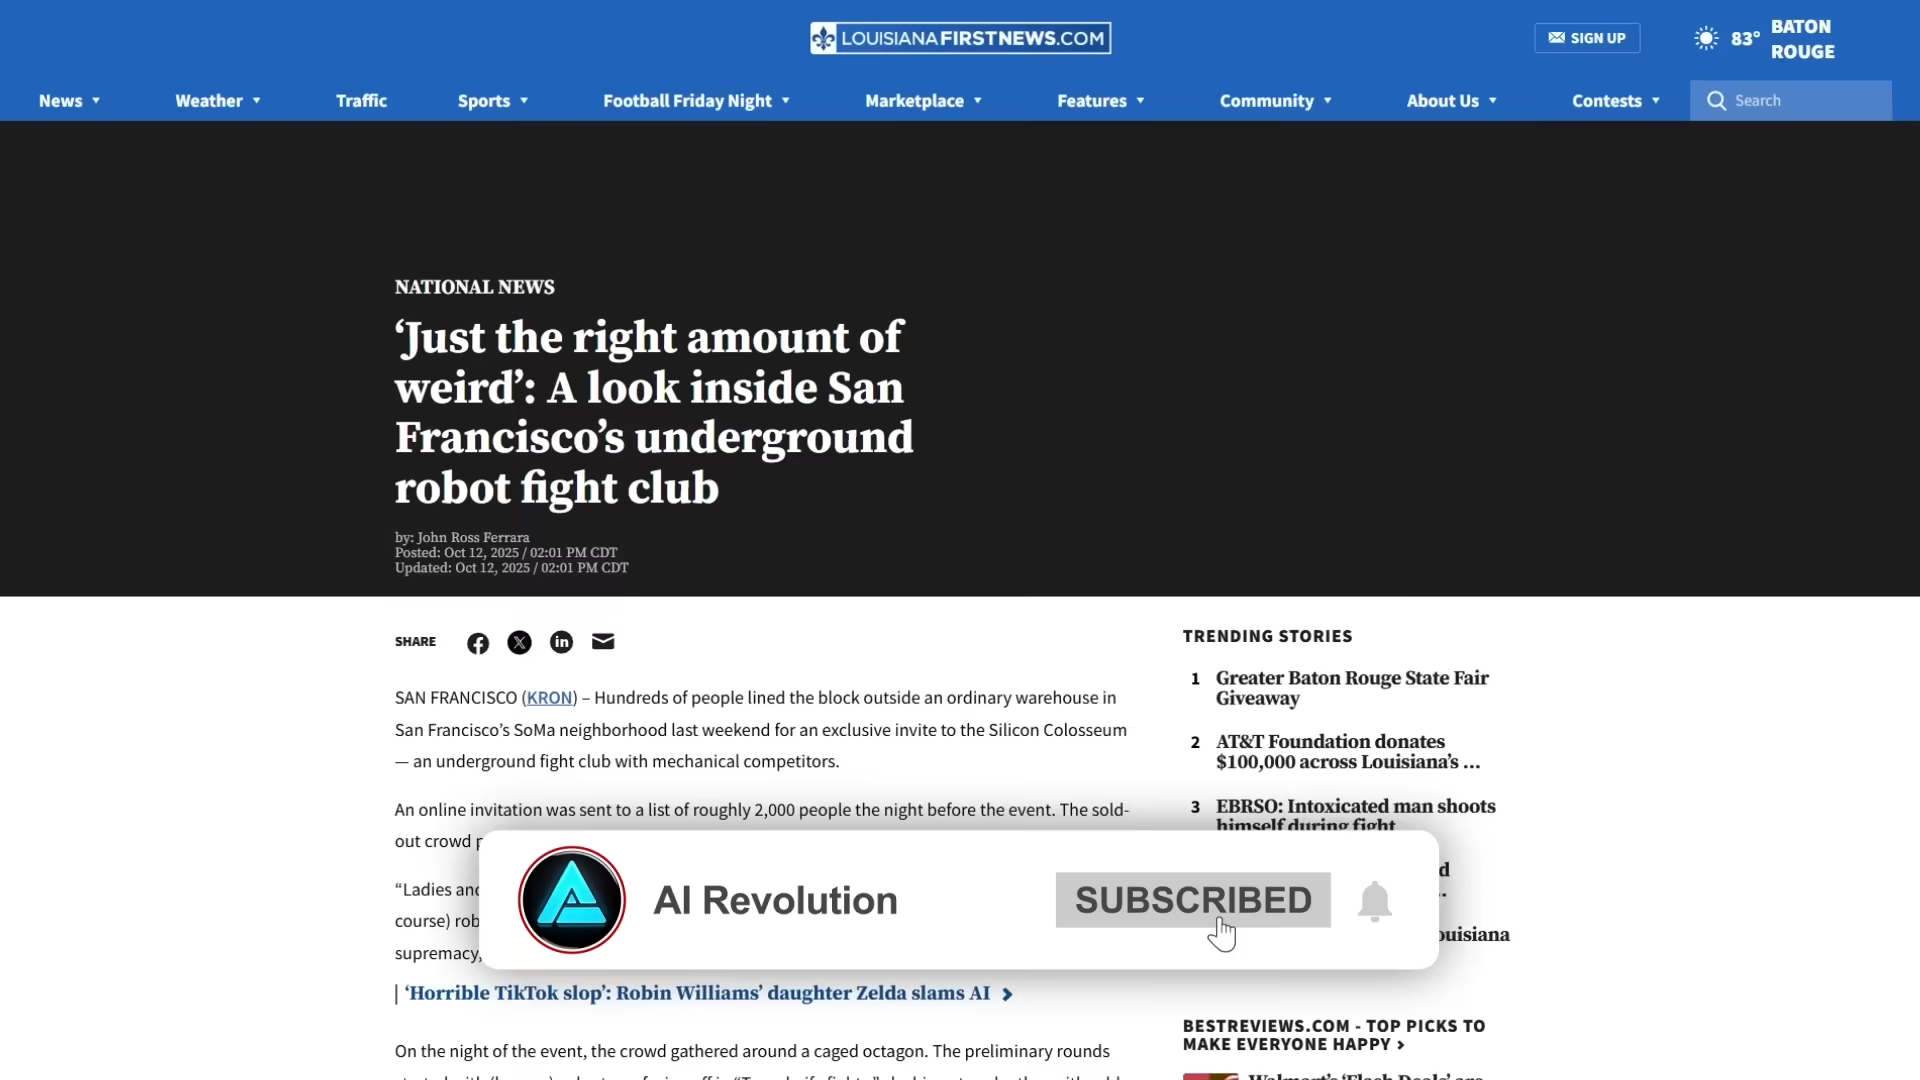 LOUISIANAFIRSTNEWS.COM
SIGN UP
83°
BATON
ROUGE
News
Weather
Traffic
Sports
Football Friday Night
Marketplace
Features
Community
About Us
Contests
Search
NATIONAL NEWS
‘Just the right amount of
weird’: A look inside San
Francisco’s underground
robot fight club
by: John Ross Ferrara
Posted: Oct 12, 2025 / 02:01 PM CDT
Updated: Oct 12, 2025 / 02:01 PM CDT
SHARE
SAN FRANCISCO (KRON) – Hundreds of people lined the block outside an ordinary warehouse in
San Francisco’s SoMa neighborhood last weekend for an exclusive invite to the Silicon Colosseum
— an underground fight club with mechanical competitors.
An online invitation was sent to a list of roughly 2,000 people the night before the event. The sold-
out crowd
“Ladies and
course)
supremacy,
| ‘Horrible TikTok slop’: Robin Williams’ daughter Zelda slams AI >
On the night of the event, the crowd gathered around a caged octagon. The preliminary rounds
TRENDING STORIES
1 Greater Baton Rouge State Fair
Giveaway
2 AT&T Foundation donates
$100,000 across Louisiana’s …
3 EBRSO: Intoxicated man shoots
himself during fight
BESTREVIEWS.COM - TOP PICKS TO
MAKE EVERYONE HAPPY >
Walmart’s ‘Flash Deals’ are
AI Revolution
SUBSCRIBED